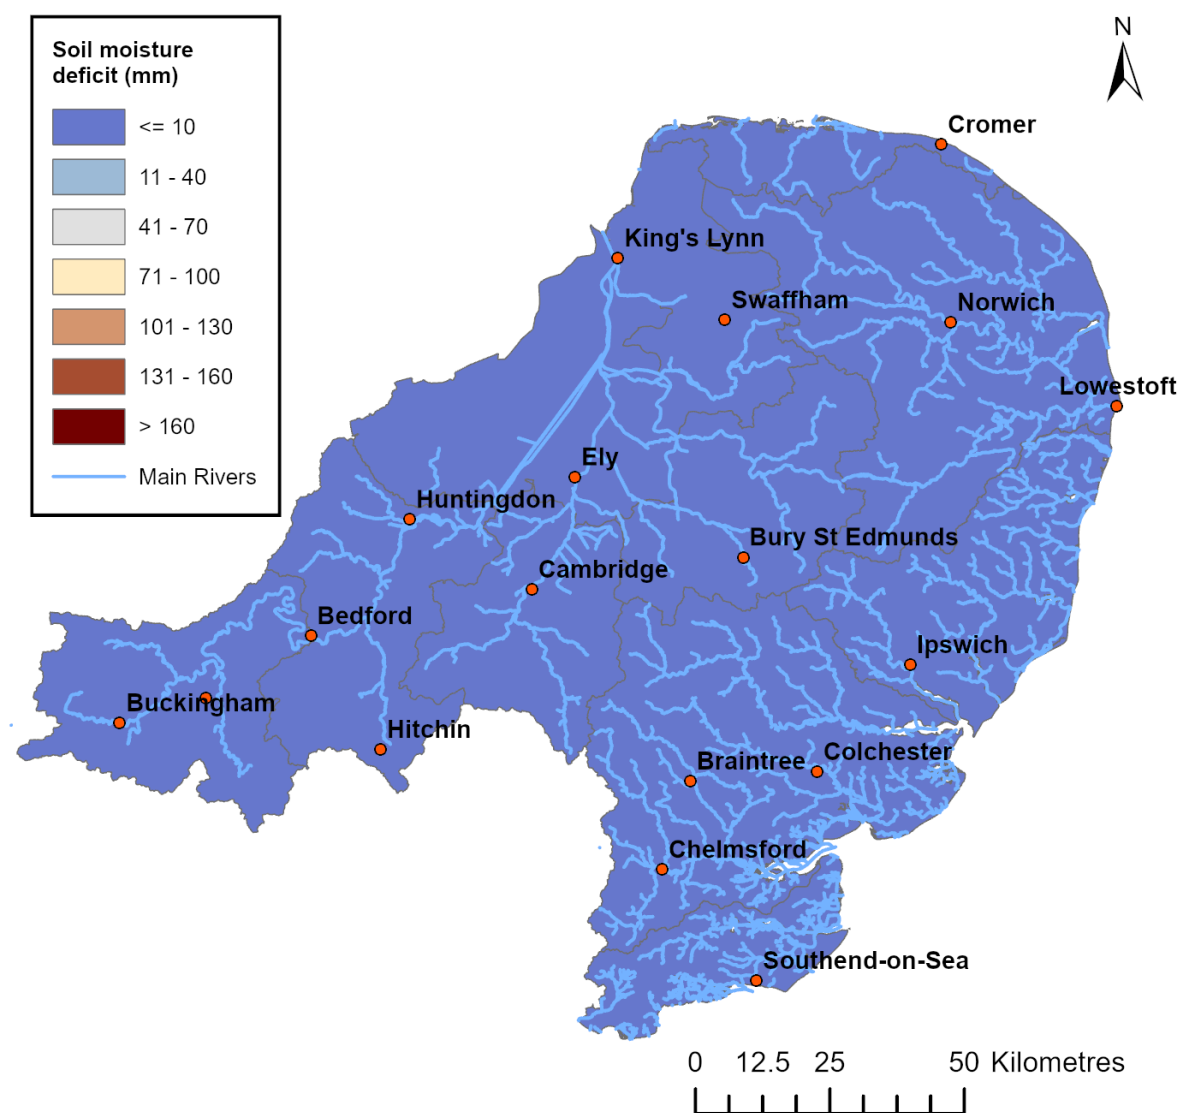 Soil moisture
deficit (mm)
<= 10
11 - 40
41 - 70
71 - 100
101 - 130
131 - 160
> 160
Main Rivers
N
Cromer
King's Lynn
Swaffham
Norwich
Lowestoft
Ely
Huntingdon
Bury St Edmunds
Cambridge
Bedford
Ipswich
Buckingham
Hitchin
Braintree
Colchester
Chelmsford
Southend-on-Sea
0 12.5 25 50 Kilometres